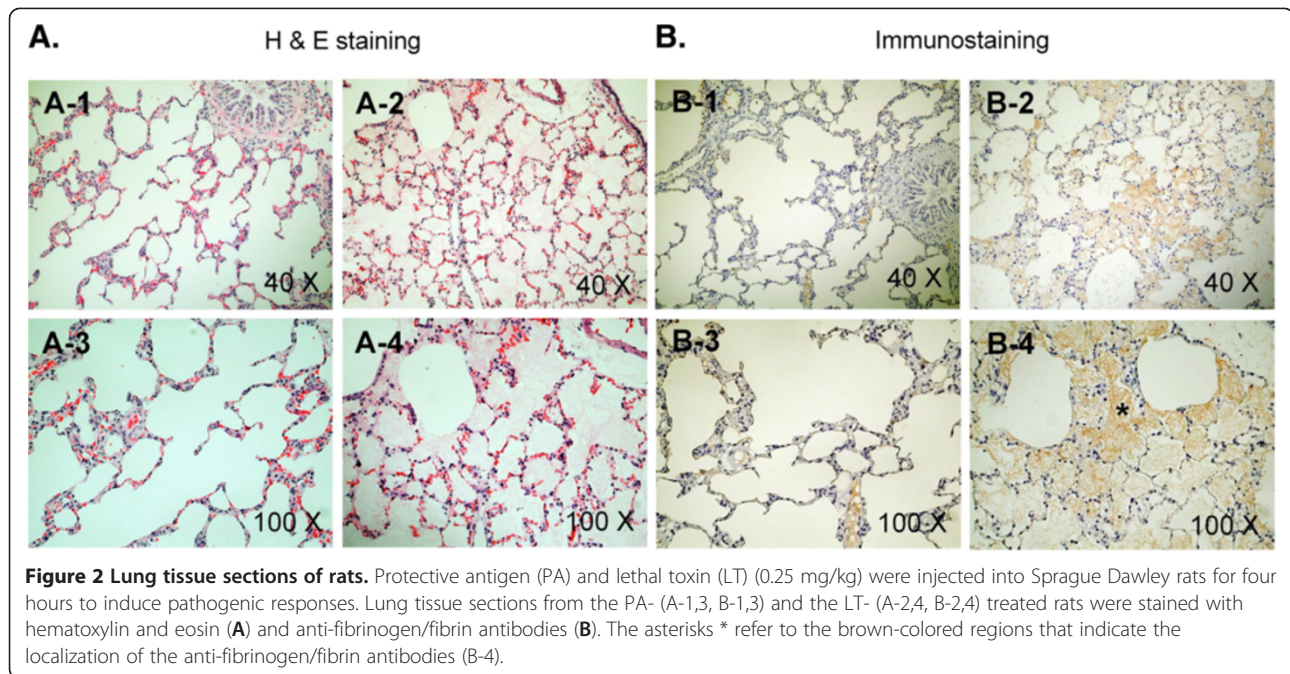 A. H & E staining B. Immunostaining
A-1 A-2 B-1 B-2
40 X 40 X 40 X 40 X
A-3 A-4 B-3 B-4
*
100 X 100 X 100 X 100 X
Figure 2 Lung tissue sections of rats. Protective antigen (PA) and lethal toxin (LT) (0.25 mg/kg) were injected into Sprague Dawley rats for four
hours to induce pathogenic responses. Lung tissue sections from the PA- (A-1,3, B-1,3) and the LT- (A-2,4, B-2,4) treated rats were stained with
hematoxylin and eosin (A) and anti-fibrinogen/fibrin antibodies (B). The asterisks * refer to the brown-colored regions that indicate the
localization of the anti-fibrinogen/fibrin antibodies (B-4).